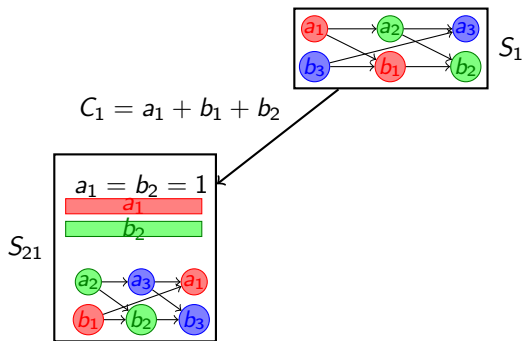 a₁ a₂ a₃
S₁
b₃ b₁ b₂
C₁ = a₁ + b₁ + b₂
a₁ = b₂ = 1
a₁
b₂
S₂₁
a₂ a₃ a₁
b₁ b₂ b₃